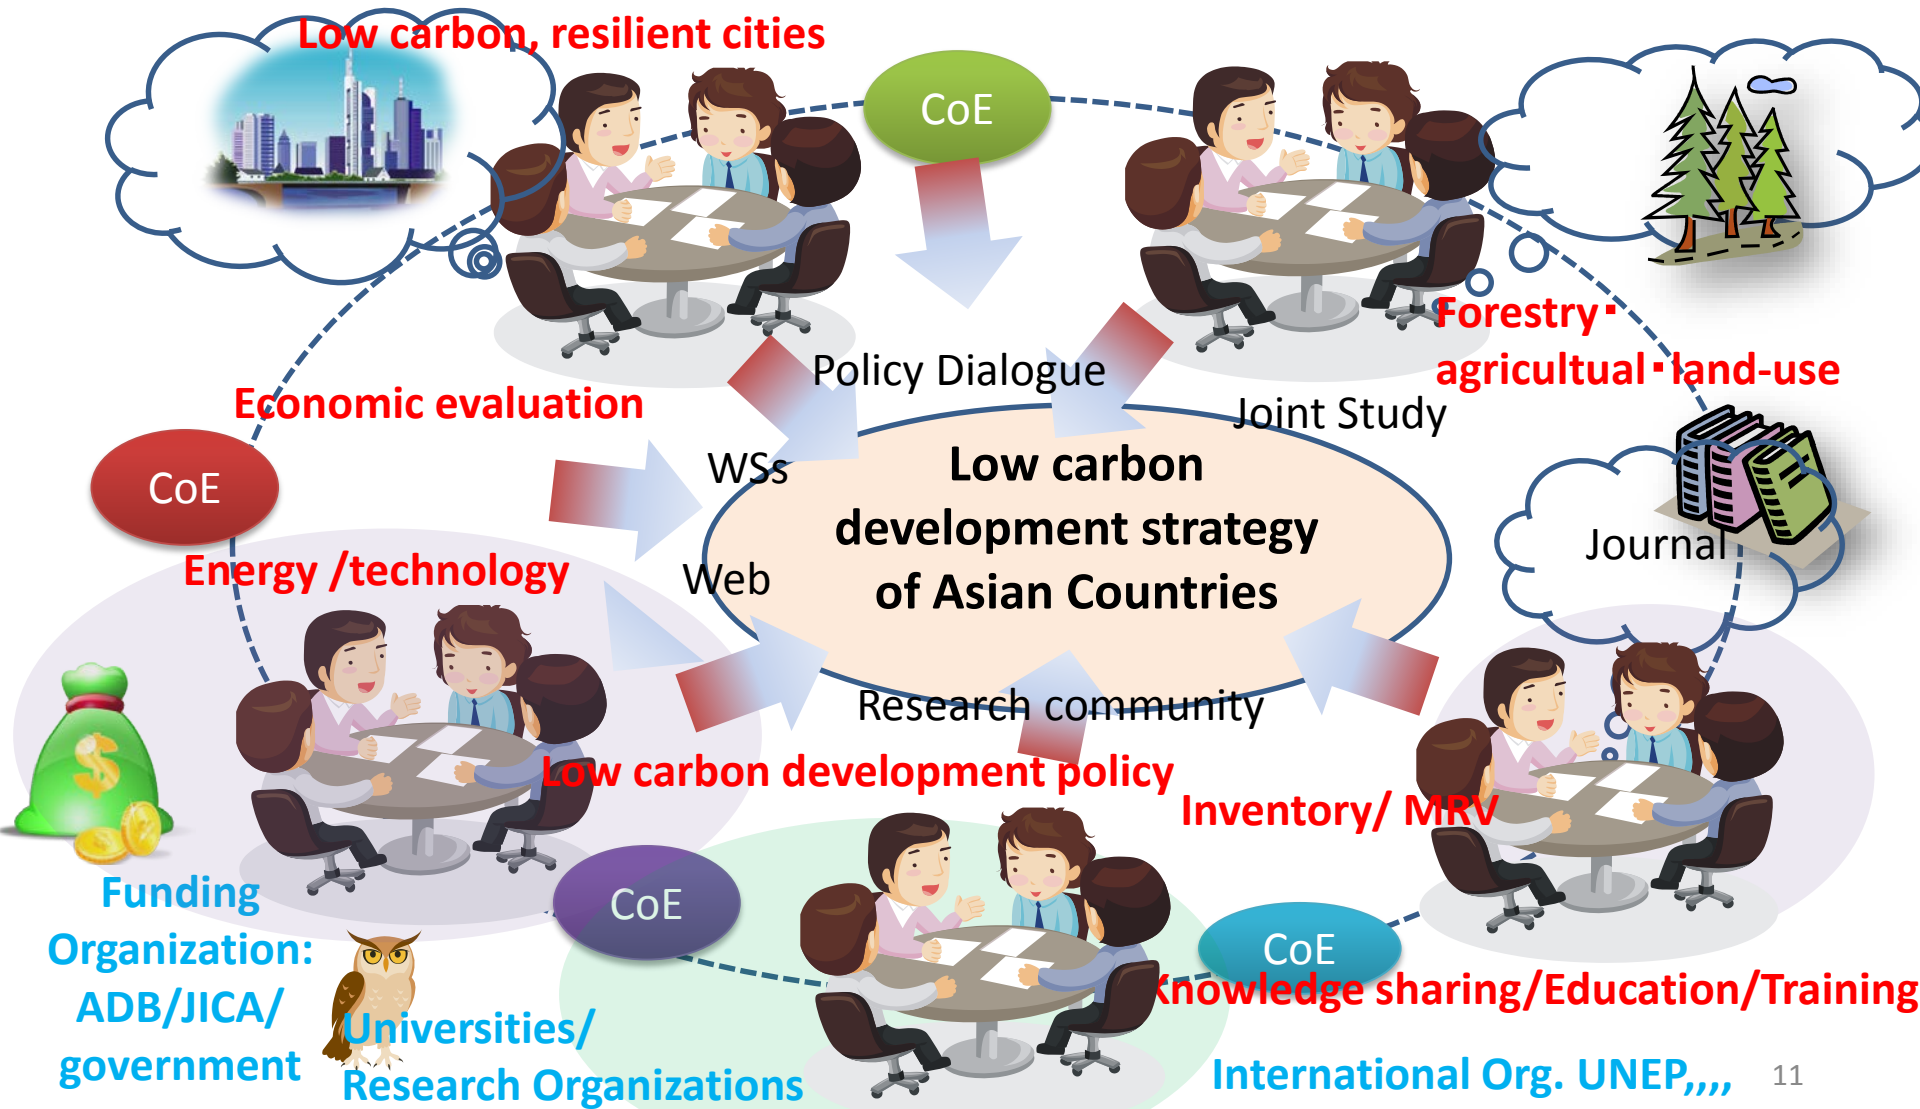 Low carbon, resilient cities
CoE
Forestry･
agricultual･land-use
Policy Dialogue
Joint Study
Economic evaluation
WSs
CoE
Low carbon
development strategy
of Asian Countries
Journal
Energy /technology
Web
Research community
Low carbon development policy
Inventory/ MRV
CoE
CoE
Funding
Organization:
ADB/JICA/
government
Knowledge sharing/Education/Training
Universities/
Research Organizations
International Org. UNEP,,,,
11